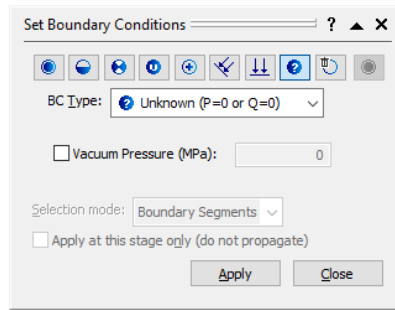 Set Boundary Conditions ?
BC Type: ? Unknown (P=0 or Q=0)
Vacuum Pressure (MPa): 0
Selection mode: Boundary Segments
Apply at this stage only (do not propagate)
Apply Close